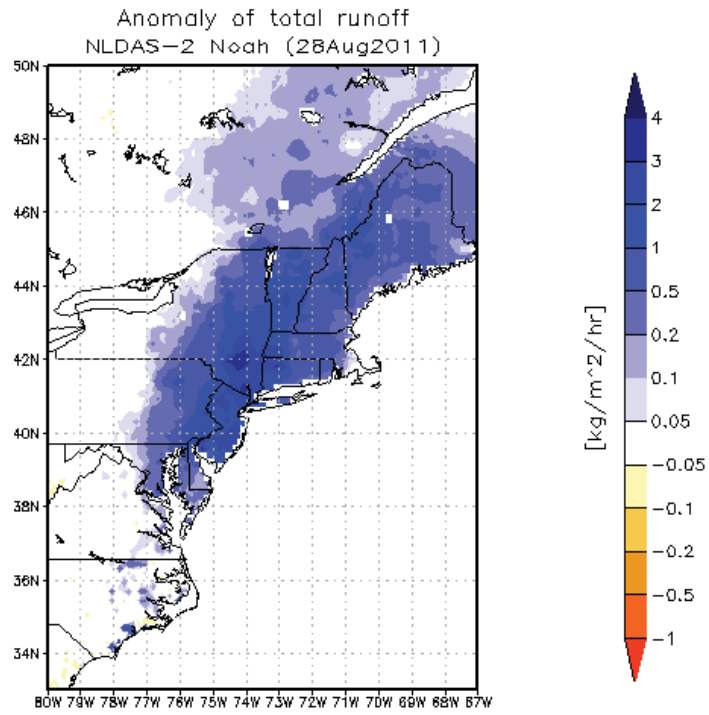 Anomaly of total runoff
NLDAS-2 Noah (28Aug2011)
50N
48N
46N
44N
42N
40N
38N
36N
34N
80W 79W 78W 77W 76W 75W 74W 73W 72W 71W 70W 69W 68W 67W
4
3
2
1
0.5
0.2
0.1
0.05
-0.05
-0.1
-0.2
-0.5
-1
[kg/m^2/hr]